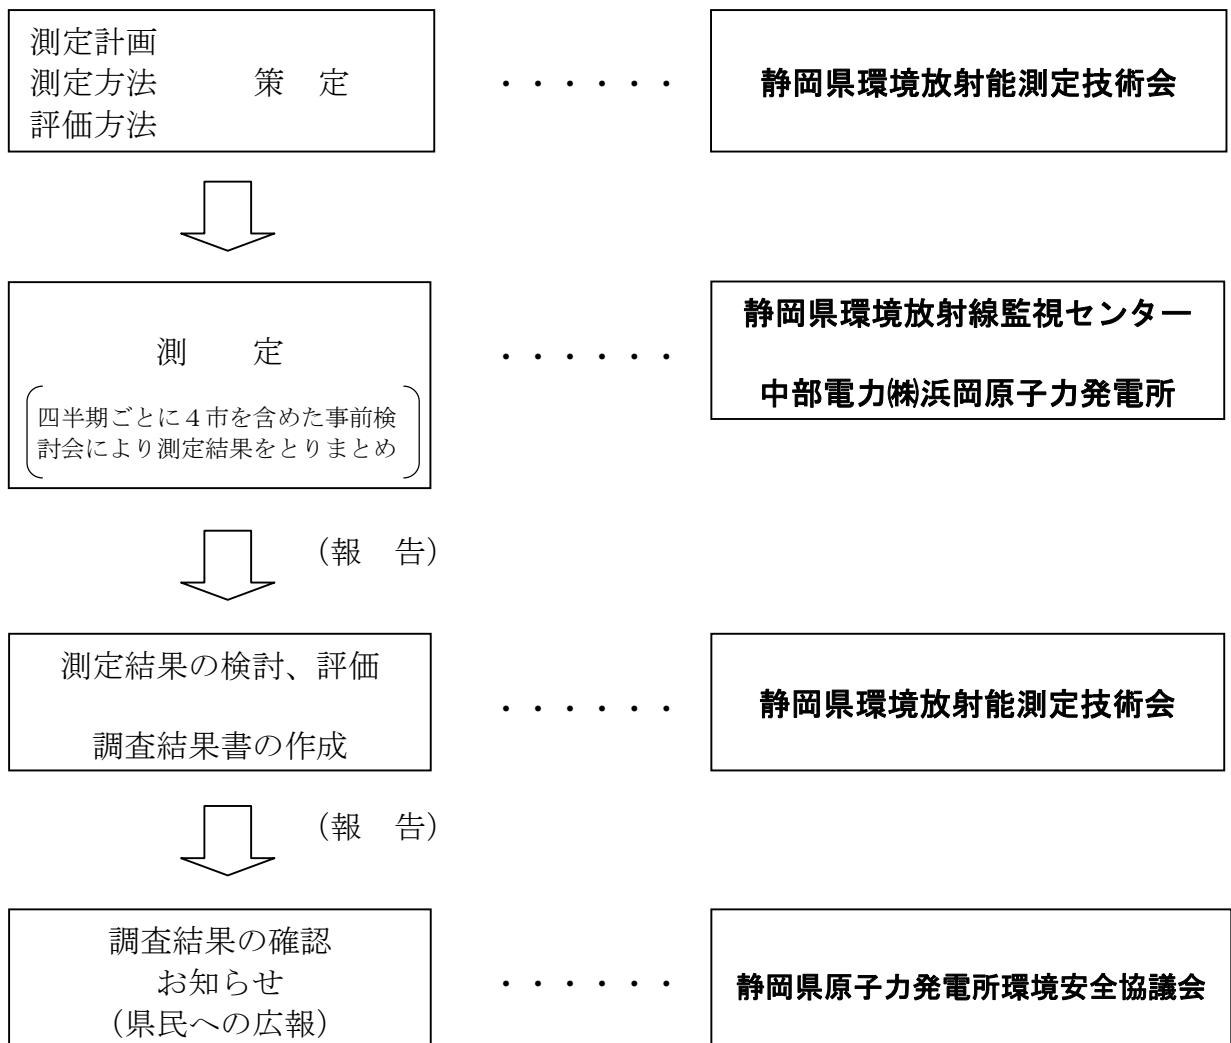 測定計画
測定方法　　　策　定
評価方法
・・・・・・
静岡県環境放射能測定技術会
測　　定
四半期ごとに４市を含めた事前検
討会により測定結果をとりまとめ
・・・・・・
静岡県環境放射線監視センター
中部電力㈱浜岡原子力発電所
（報　告）
測定結果の検討、評価
調査結果書の作成
・・・・・・
静岡県環境放射能測定技術会
（報　告）
調査結果の確認
お知らせ
（県民への広報）
・・・・・・
静岡県原子力発電所環境安全協議会